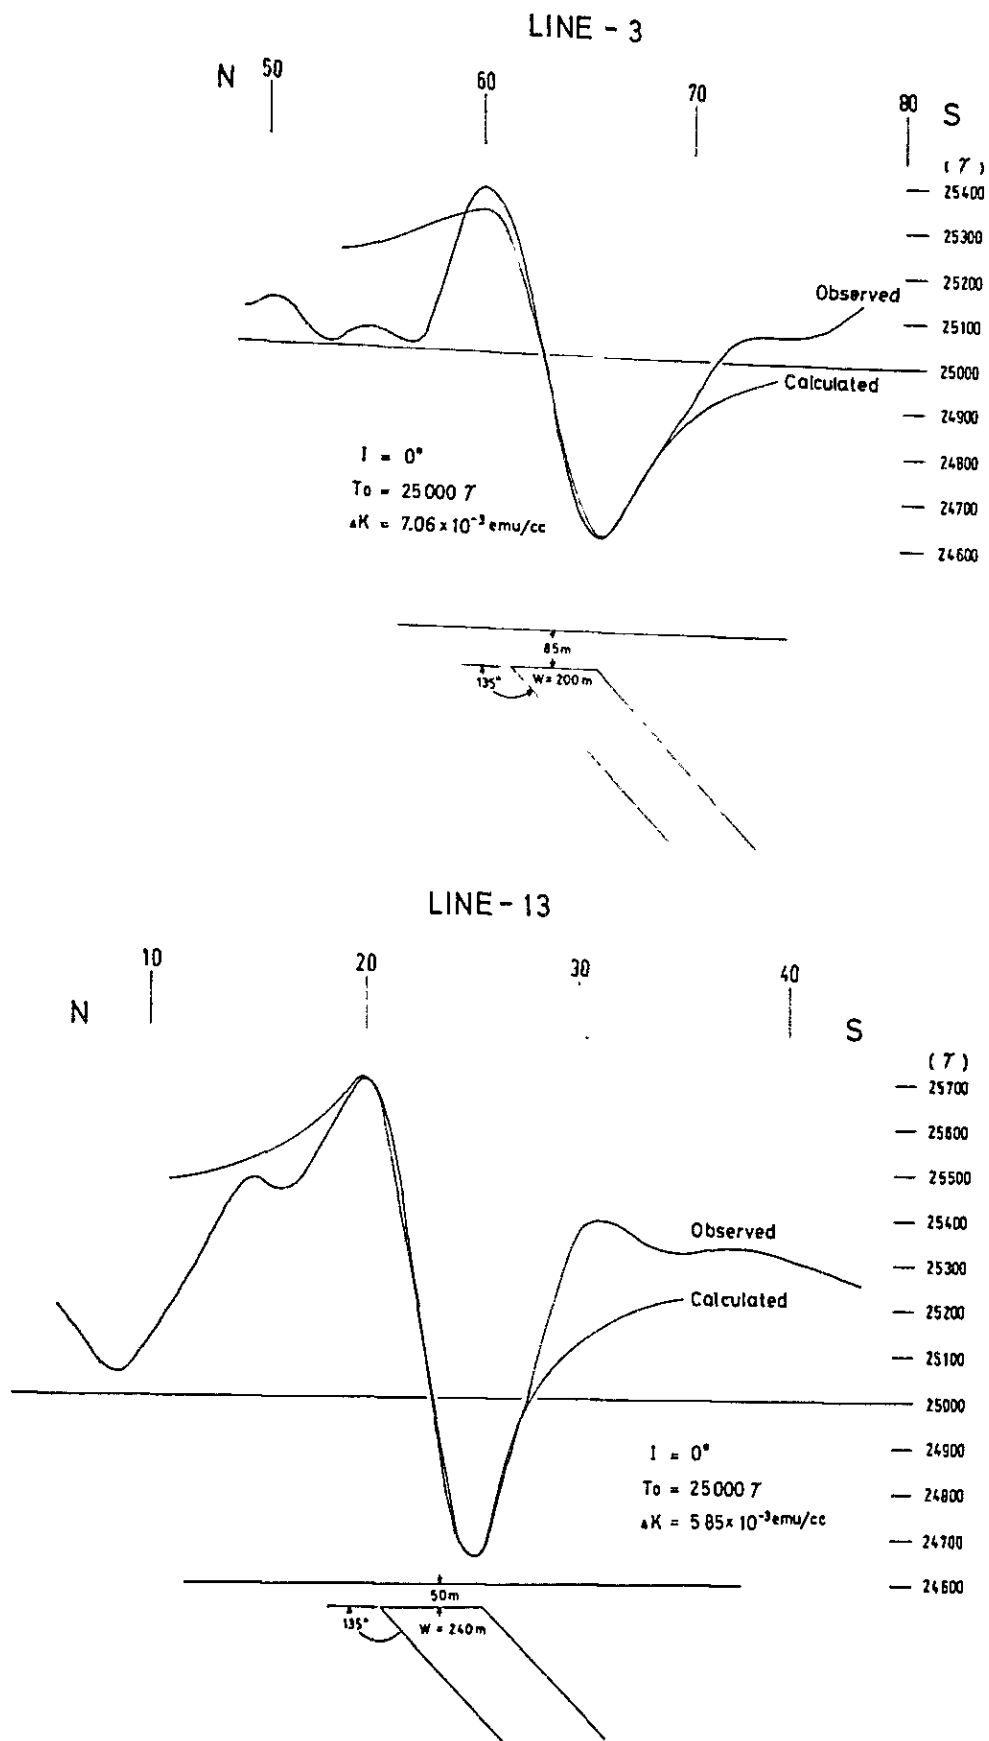 LINE - 3
N 50 60 70 80 S
(γ)
25400
25300
25200
Observed
25100
25000
Calculated
24900
I = 0°
24800
To = 25000 γ
24700
ΔK = 7.06 x 10⁻³ emu/cc
24600
85m
135° W = 200 m
LINE - 13
10 20 30 40
N S
(γ)
25700
25600
25500
25400
Observed
25300
Calculated
25200
25100
25000
I = 0°
24900
To = 25000 γ
24800
ΔK = 5.85 x 10⁻³ emu/cc
24700
24600
50m
135° W = 240 m